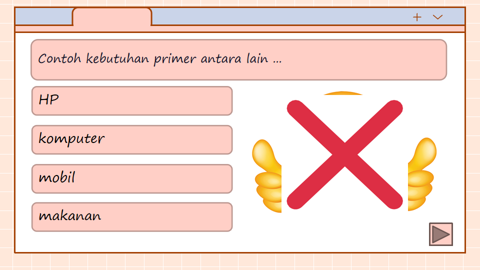 Contoh kebutuhan primer antara lain ...
HP
komputer
mobil
makanan